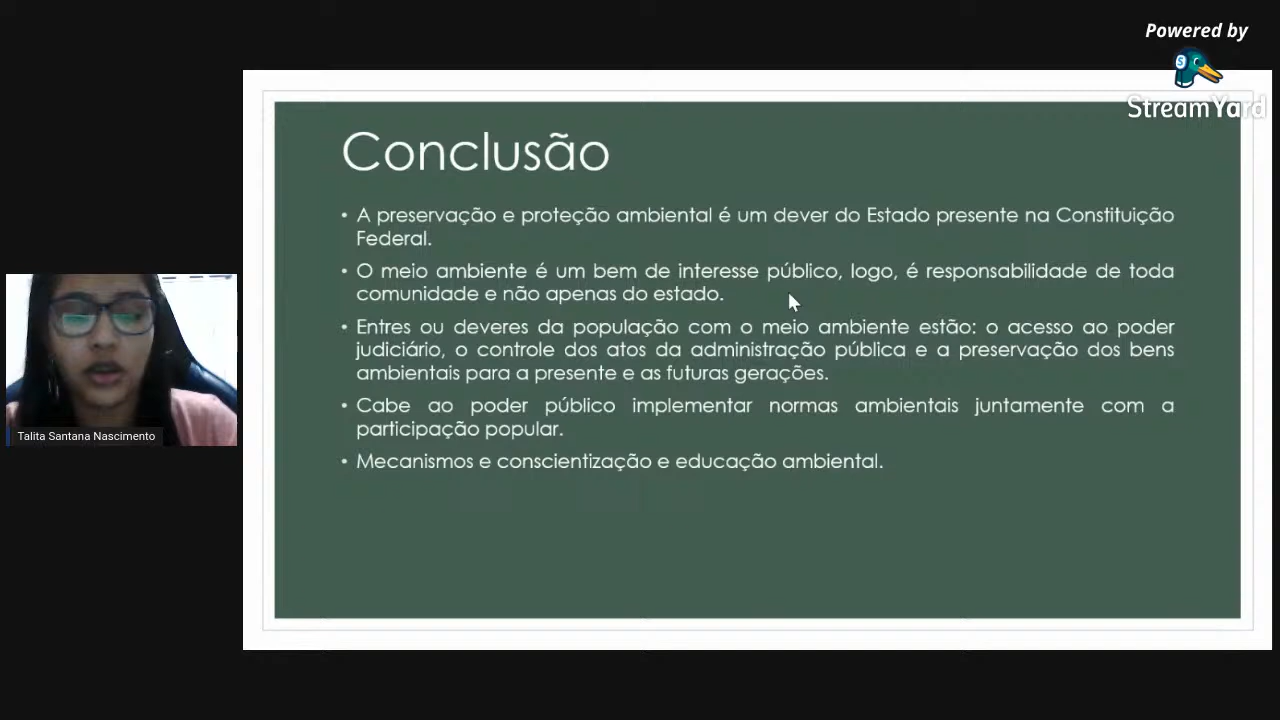 Powered by
StreamYard
Conclusão
• A preservação e proteção ambiental é um dever do Estado presente na Constituição
Federal.
• O meio ambiente é um bem de interesse público, logo, é responsabilidade de toda
comunidade e não apenas do estado.
• Entres ou deveres da população com o meio ambiente estão: o acesso ao poder
judiciário, o controle dos atos da administração pública e a preservação dos bens
ambientais para a presente e as futuras gerações.
• Cabe ao poder público implementar normas ambientais juntamente com a
participação popular.
• Mecanismos e conscientização e educação ambiental.
Talita Santana Nascimento